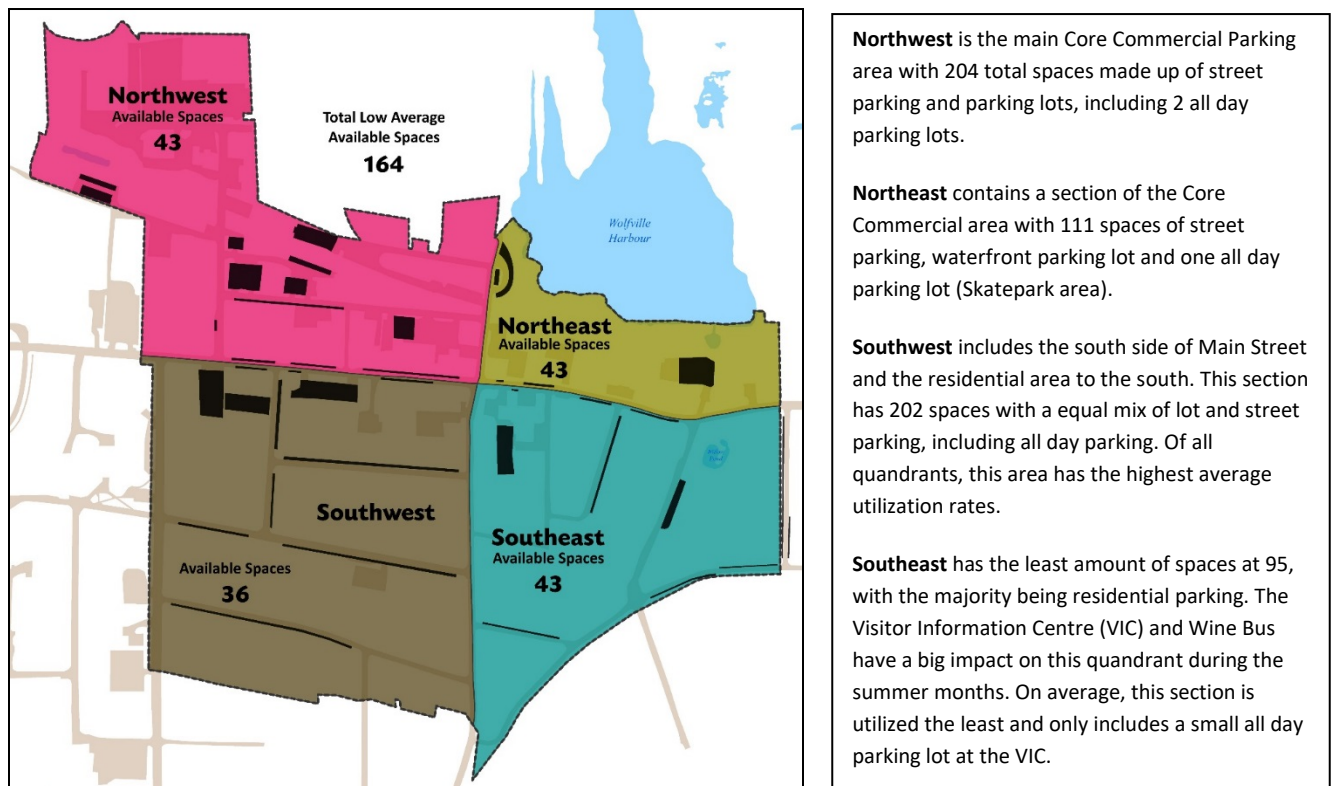 Northwest
Available Spaces
43
Total Low Average
Available Spaces
164
Wolfville
Harbour
Northeast
Available Spaces
43
Southwest
Available Spaces
36
Southeast
Available Spaces
43
Northwest is the main Core Commercial Parking
area with 204 total spaces made up of street
parking and parking lots, including 2 all day
parking lots.
Northeast contains a section of the Core
Commercial area with 111 spaces of street
parking, waterfront parking lot and one all day
parking lot (Skatepark area).
Southwest includes the south side of Main Street
and the residential area to the south. This section
has 202 spaces with a equal mix of lot and street
parking, including all day parking. Of all
quandrants, this area has the highest average
utilization rates.
Southeast has the least amount of spaces at 95,
with the majority being residential parking. The
Visitor Information Centre (VIC) and Wine Bus
have a big impact on this quandrant during the
summer months. On average, this section is
utilized the least and only includes a small all day
parking lot at the VIC.